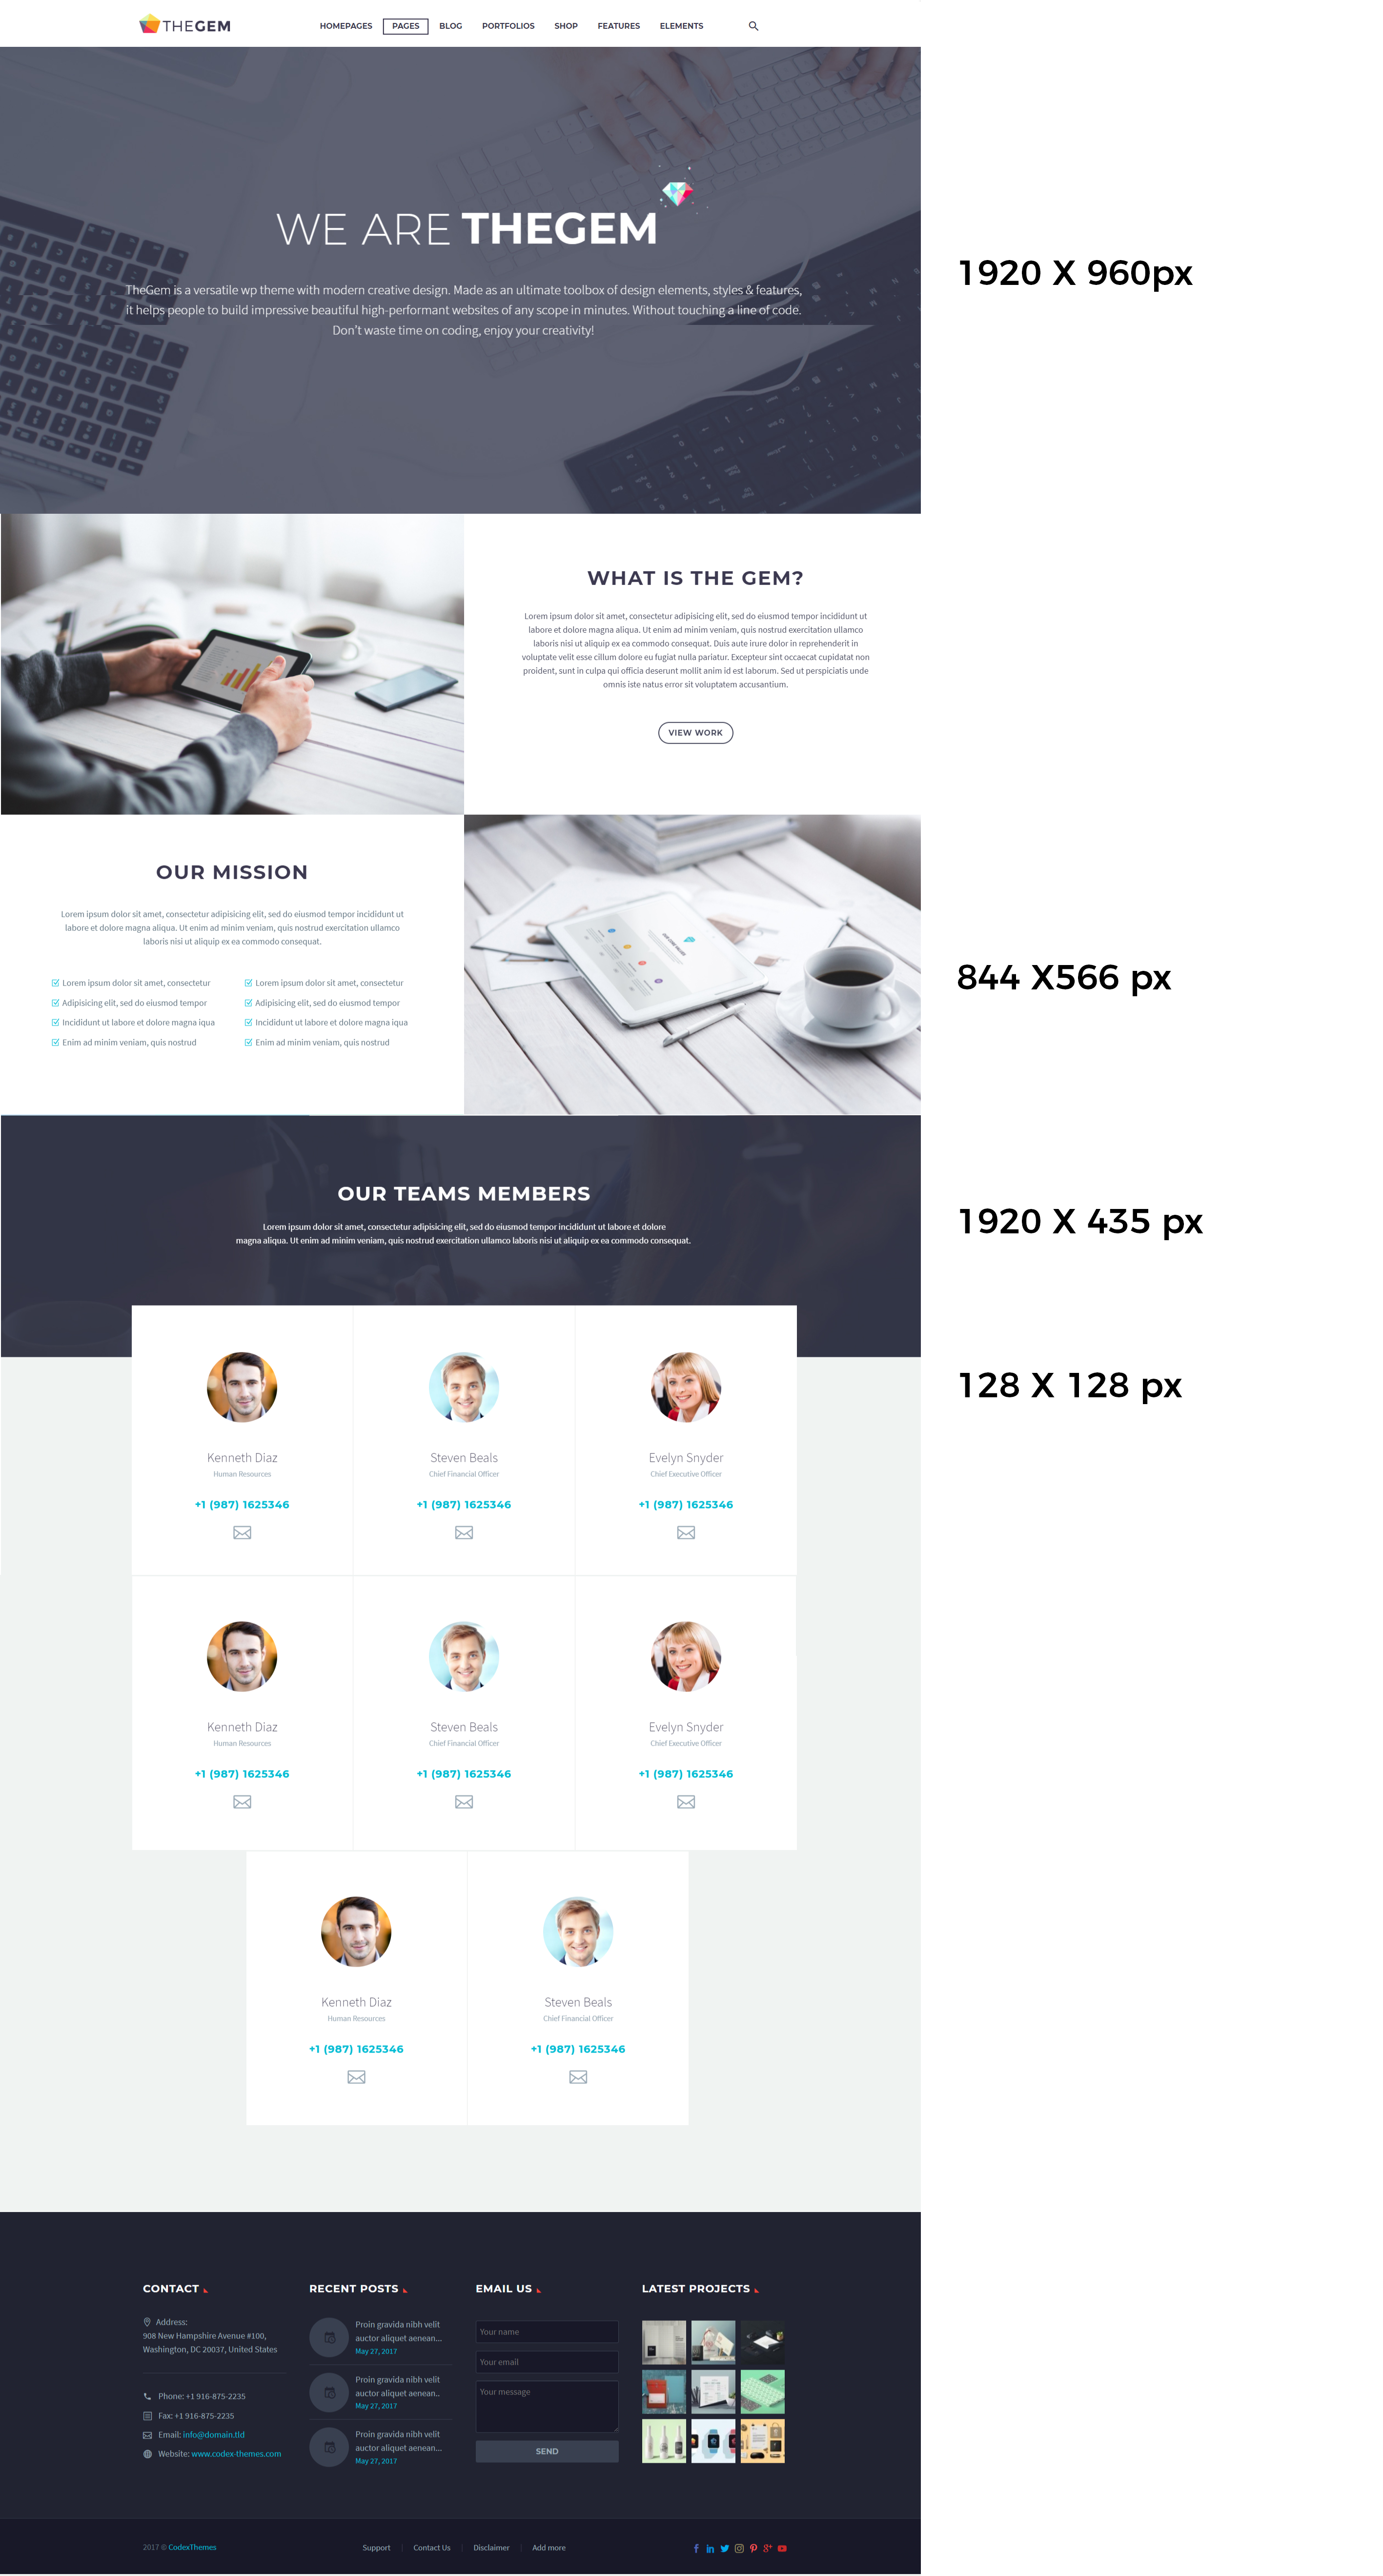 THEGEM
HOMEPAGES PAGES BLOG PORTFOLIOS SHOP FEATURES ELEMENTS
WE ARE THEGEM
TheGem is a versatile wp theme with modern creative design. Made as an ultimate toolbox of design elements, styles & features,
it helps people to build impressive beautiful high-performant websites of any scope in minutes. Without touching a line of code.
Don't waste time on coding, enjoy your creativity!
1920 X 960px
WHAT IS THE GEM?
Lorem ipsum dolor sit amet, consectetur adipisicing elit, sed do eiusmod tempor incididunt ut
labore et dolore magna aliqua. Ut enim ad minim veniam, quis nostrud exercitation ullamco
laboris nisi ut aliquip ex ea commodo consequat. Duis aute irure dolor in reprehenderit in
voluptate velit esse cillum dolore eu fugiat nulla pariatur. Excepteur sint occaecat cupidatat non
proident, sunt in culpa qui officia deserunt mollit anim id est laborum. Sed ut perspiciatis unde
omnis iste natus error sit voluptatem accusantium.
VIEW WORK
OUR MISSION
Lorem ipsum dolor sit amet, consectetur adipisicing elit, sed do eiusmod tempor incididunt ut
labore et dolore magna aliqua. Ut enim ad minim veniam, quis nostrud exercitation ullamco
laboris nisi ut aliquip ex ea commodo consequat.
Lorem ipsum dolor sit amet, consectetur
Adipisicing elit, sed do eiusmod tempor
Incididunt ut labore et dolore magna iqua
Enim ad minim veniam, quis nostrud
Lorem ipsum dolor sit amet, consectetur
Adipisicing elit, sed do eiusmod tempor
Incididunt ut labore et dolore magna iqua
Enim ad minim veniam, quis nostrud
844 X566 px
OUR TEAMS MEMBERS
Lorem ipsum dolor sit amet, consectetur adipisicing elit, sed do eiusmod tempor incididunt ut labore et dolore
magna aliqua. Ut enim ad minim veniam, quis nostrud exercitation ullamco laboris nisi ut aliquip ex ea commodo consequat.
1920 X 435 px
128 X 128 px
Kenneth Diaz
Human Resources
+1 (987) 1625346
Steven Beals
Chief Financial Officer
+1 (987) 1625346
Evelyn Snyder
Chief Executive Officer
+1 (987) 1625346
Kenneth Diaz
Human Resources
+1 (987) 1625346
Steven Beals
Chief Financial Officer
+1 (987) 1625346
Evelyn Snyder
Chief Executive Officer
+1 (987) 1625346
Kenneth Diaz
Human Resources
+1 (987) 1625346
Steven Beals
Chief Financial Officer
+1 (987) 1625346
CONTACT
Address:
908 New Hampshire Avenue #100,
Washington, DC 20037, United States
Phone: +1 916-875-2235
Fax: +1 916-875-2235
Email: info@domain.tld
Website: www.codex-themes.com
RECENT POSTS
Proin gravida nibh velit
auctor aliquet aenean...
May 27, 2017
Proin gravida nibh velit
auctor aliquet aenean..
May 27, 2017
Proin gravida nibh velit
auctor aliquet aenean...
May 27, 2017
EMAIL US
Your name
Your email
Your message
SEND
LATEST PROJECTS
2017 © CodexThemes
Support Contact Us Disclaimer Add more